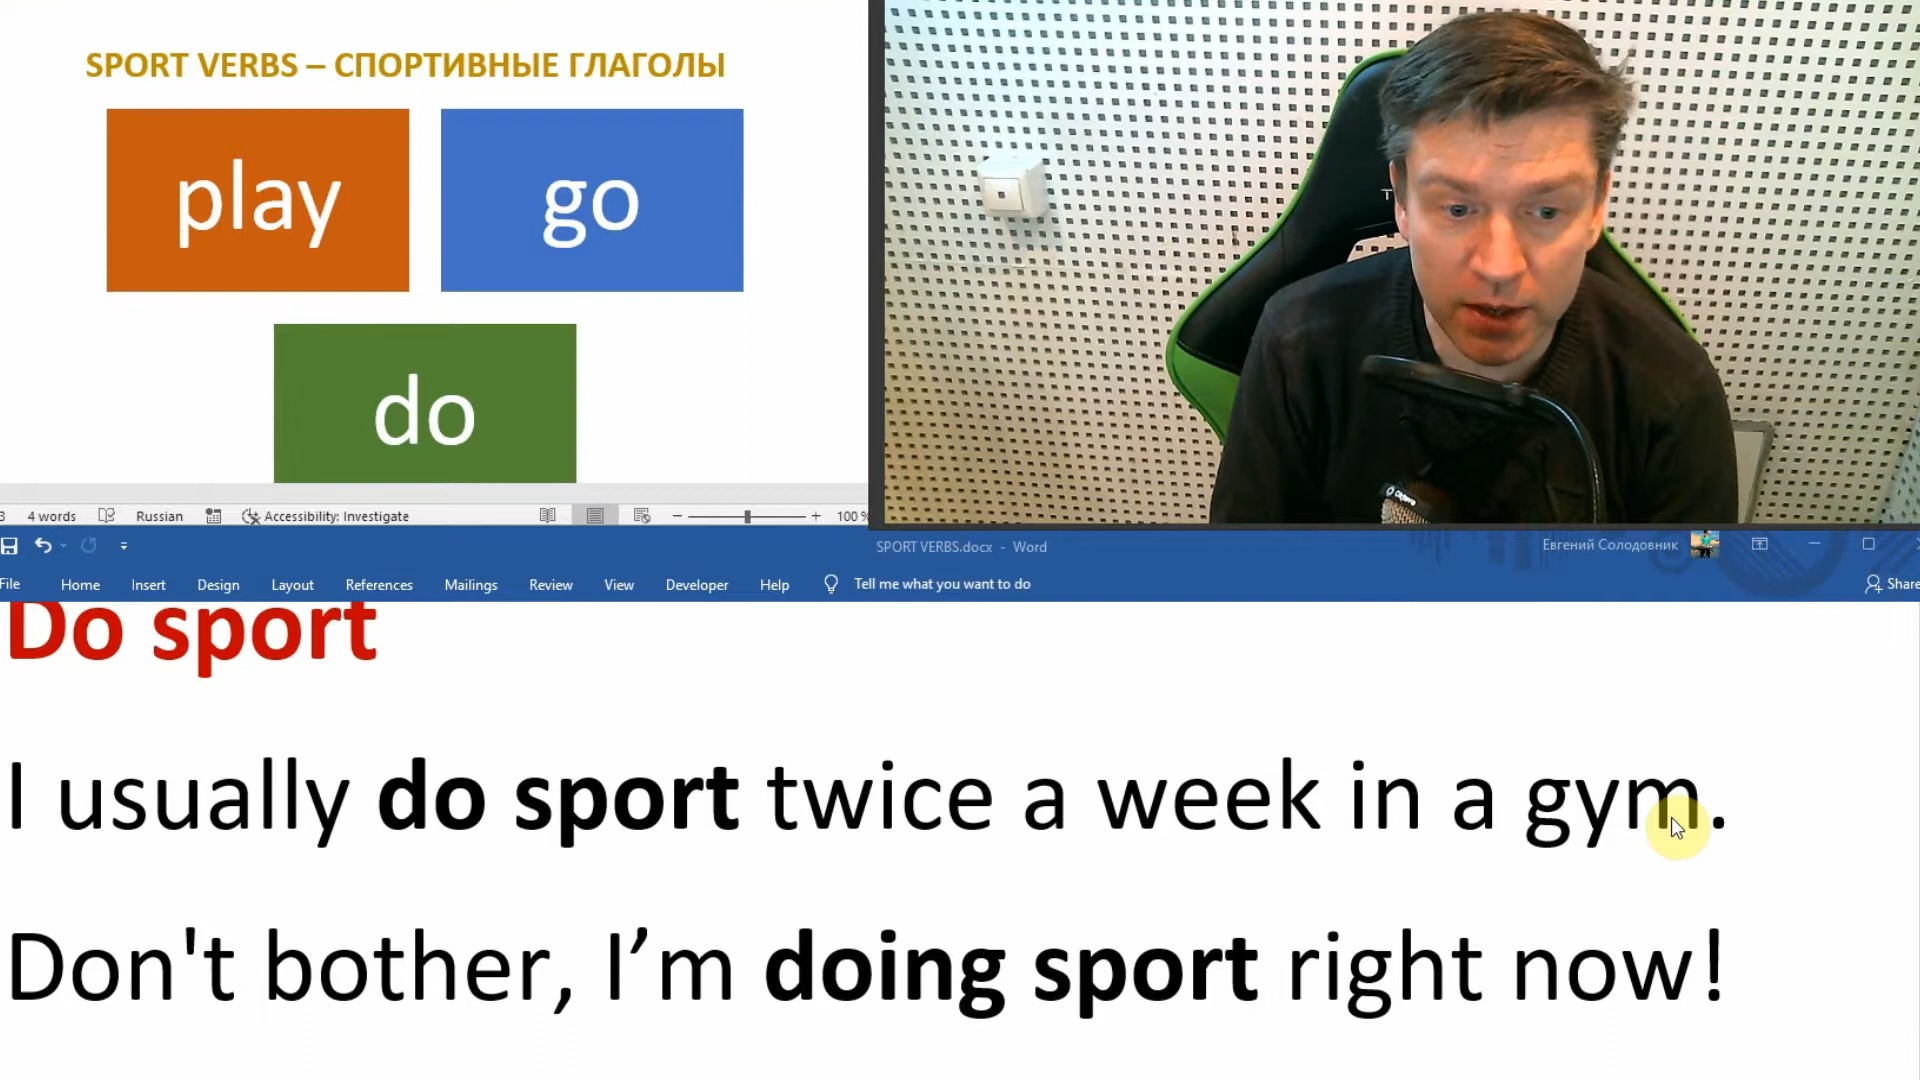 SPORT VERBS – СПОРТИВНЫЕ ГЛАГОЛЫ
play
go
do
3 4 words Russian Accessibility: Investigate 100 %
SPORT VERBS.docx - Word Евгений Солодовник
File Home Insert Design Layout References Mailings Review View Developer Help Tell me what you want to do Share
Do sport
I usually do sport twice a week in a gym.
Don't bother, I’m doing sport right now!